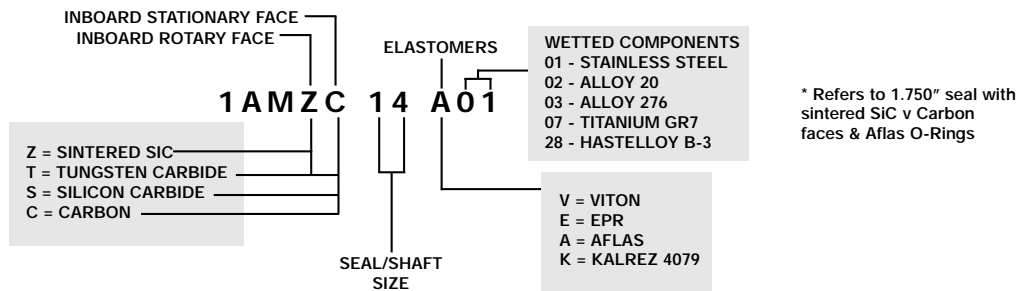 INBOARD STATIONARY FACE
INBOARD ROTARY FACE
ELASTOMERS
WETTED COMPONENTS
01 - STAINLESS STEEL
02 - ALLOY 20
03 - ALLOY 276
07 - TITANIUM GR7
28 - HASTELLOY B-3
1AMZC 14 A01
* Refers to 1.750" seal with
sintered SiC v Carbon
faces & Aflas O-Rings
Z = SINTERED SIC
T = TUNGSTEN CARBIDE
S = SILICON CARBIDE
C = CARBON
SEAL/SHAFT
SIZE
V = VITON
E = EPR
A = AFLAS
K = KALREZ 4079